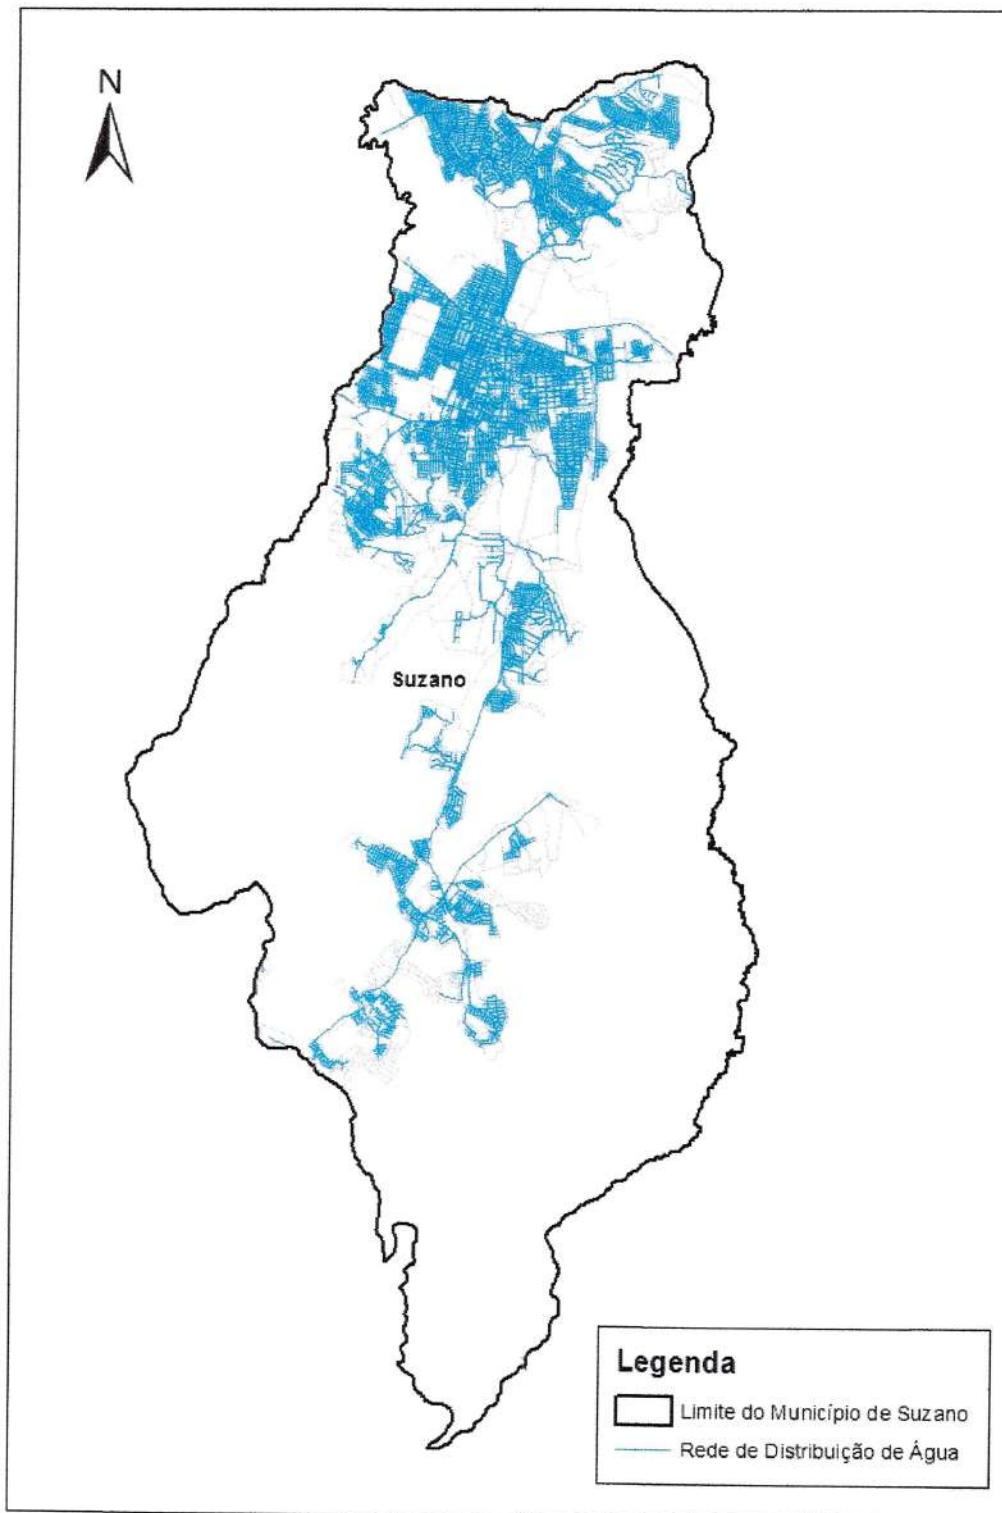 N
Suzano
Legenda
Limite do Município de Suzano
Rede de Distribuição de Água